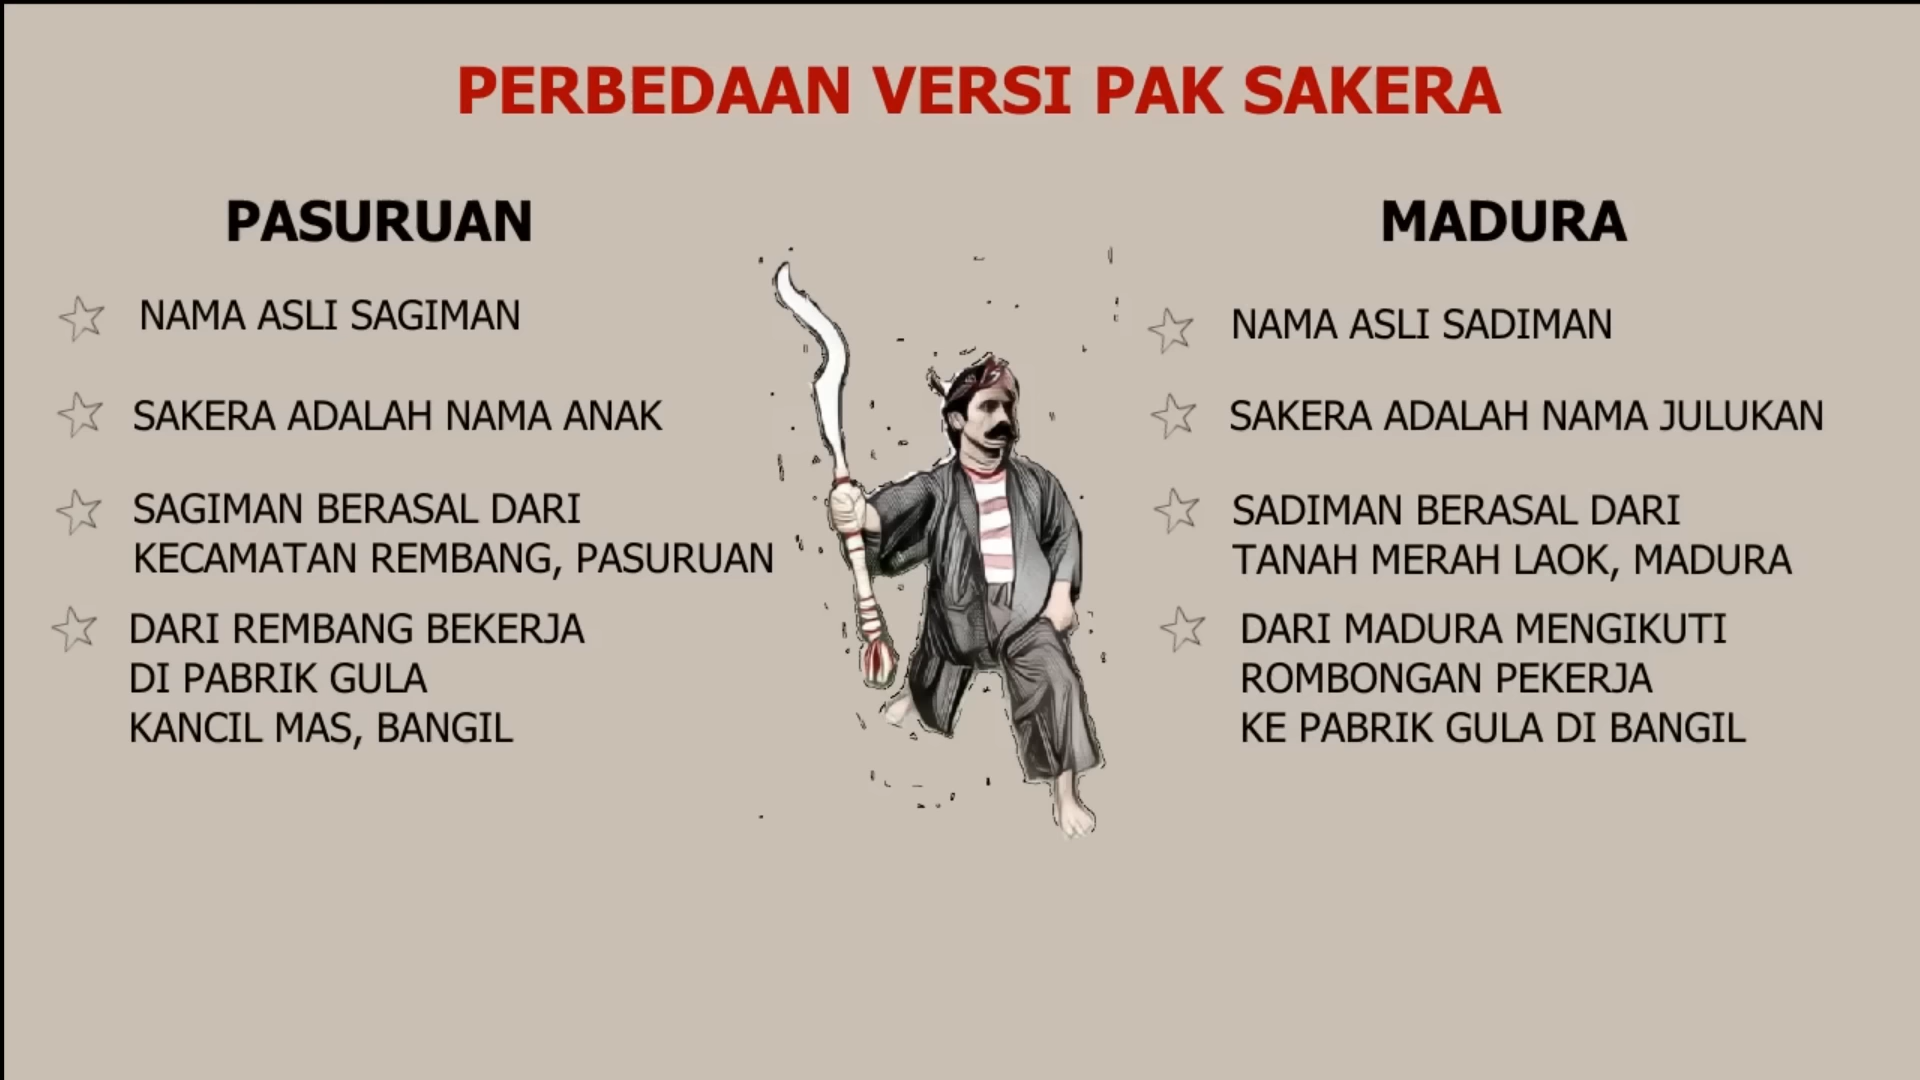 PERBEDAAN VERSI PAK SAKERA
PASURUAN
NAMA ASLI SAGIMAN
SAKERA ADALAH NAMA ANAK
SAGIMAN BERASAL DARI
KECAMATAN REMBANG, PASURUAN
DARI REMBANG BEKERJA
DI PABRIK GULA
KANCIL MAS, BANGIL
MADURA
NAMA ASLI SADIMAN
SAKERA ADALAH NAMA JULUKAN
SADIMAN BERASAL DARI
TANAH MERAH LAOK, MADURA
DARI MADURA MENGIKUTI
ROMBONGAN PEKERJA
KE PABRIK GULA DI BANGIL